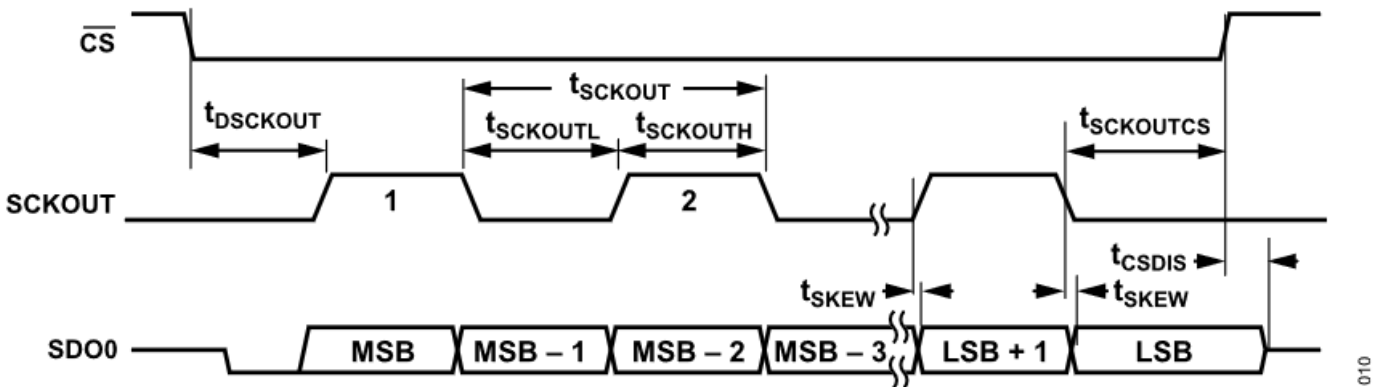 CS
tSCKOUT
tDSCKOUT
tSCKOUTL
tSCKOUTH
tSCKOUTCS
SCKOUT
1
2
tCSDIS
tSKEW
tSKEW
SDO0
MSB
MSB – 1
MSB – 2
MSB – 3
LSB + 1
LSB
010